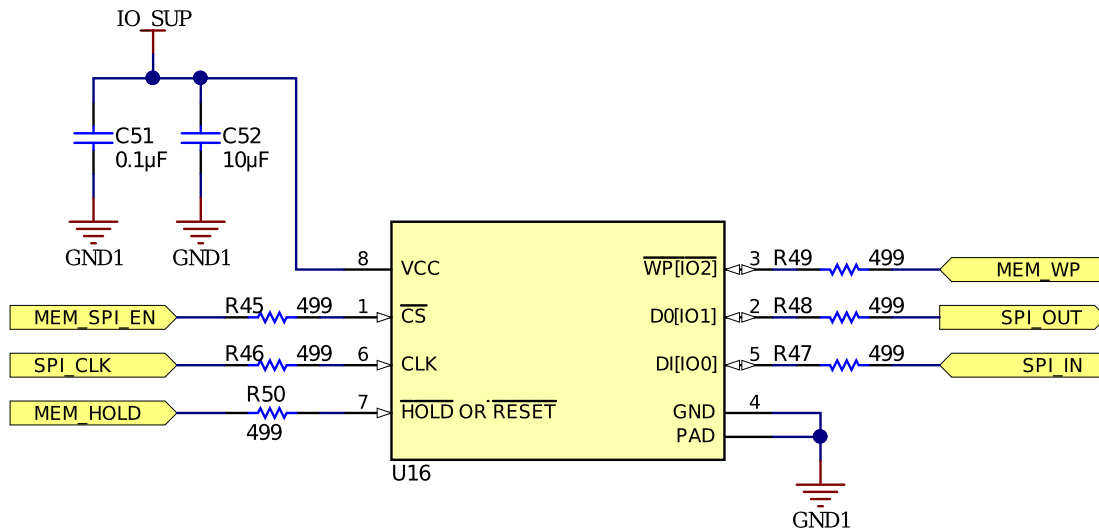 IO_SUP
C51
0.1µF
C52
10µF
GND1
GND1
8 VCC
WP[IO2] 3 R49 499 MEM_WP
MEM_SPI_EN R45 499 1 CS
D0[IO1] 2 R48 499 SPI_OUT
SPI_CLK R46 499 6 CLK
DI[IO0] 5 R47 499 SPI_IN
MEM_HOLD R50 499 7 HOLD OR RESET
GND 4
PAD
U16
GND1